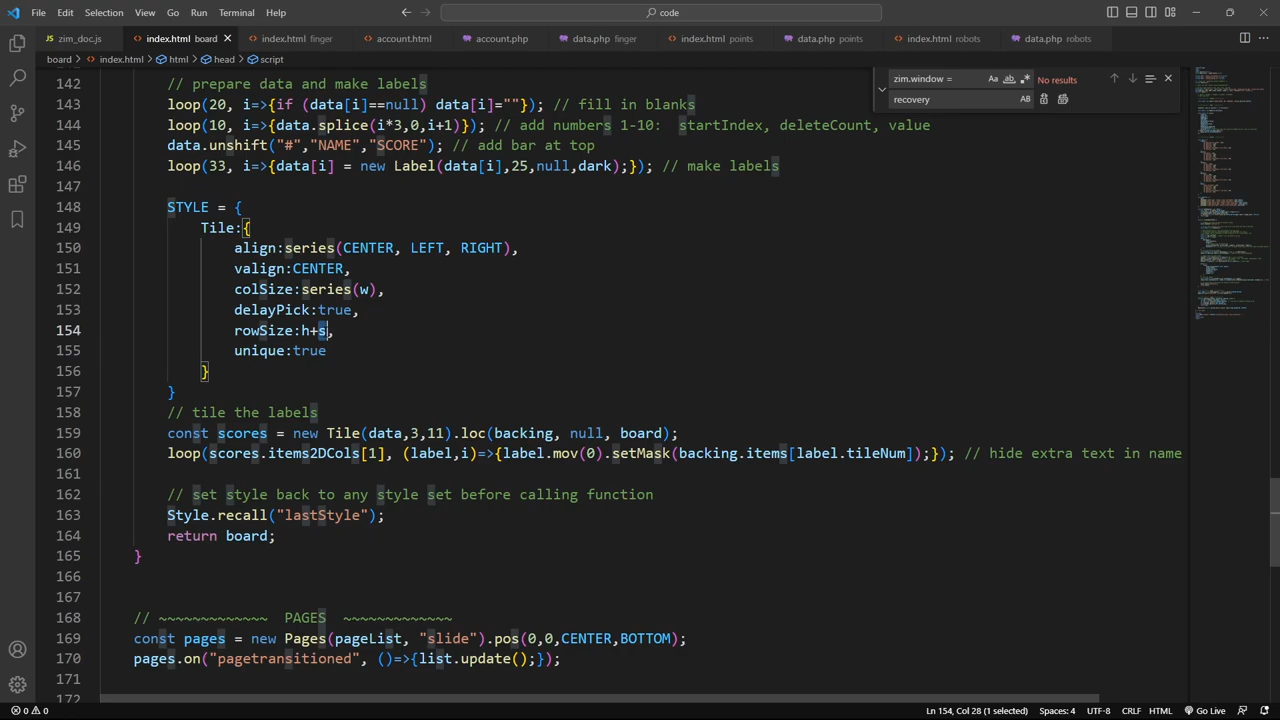 File Edit Selection View Go Run Terminal Help
code
zim_doc.js index.html board index.html finger account.html account.php data.php finger index.html points data.php points index.html robots data.php robots
board > index.html > html > head > script
zim.window =
Aa ab .* No results
recovery
AB
142 // prepare data and make labels
143 loop(20, i=>{if (data[i]==null) data[i]=""}); // fill in blanks
144 loop(10, i=>{data.splice(i*3,0,i+1)}); // add numbers 1-10: startIndex, deleteCount, value
145 data.unshift("#","NAME","SCORE"); // add bar at top
146 loop(33, i=>{data[i] = new Label(data[i],25,null,dark);}); // make labels
147
148 STYLE = {
149 Tile:{
150 align:series(CENTER, LEFT, RIGHT),
151 valign:CENTER,
152 colSize:series(w),
153 delayPick:true,
154 rowSize:h+s,
155 unique:true
156 }
157 }
158 // tile the labels
159 const scores = new Tile(data,3,11).loc(backing, null, board);
160 loop(scores.items2DCols[1], (label,i)=>{label.mov(0).setMask(backing.items[label.tileNum]);}); // hide extra text in name
161
162 // set style back to any style set before calling function
163 Style.recall("lastStyle");
164 return board;
165 }
166
167
168 // ~~~~~~~~~~~~~ PAGES ~~~~~~~~~~~~~
169 const pages = new Pages(pageList, "slide").pos(0,0,CENTER,BOTTOM);
170 pages.on("pagetransitioned", ()=>{list.update();});
171
172
0 0 Ln 154, Col 28 (1 selected) Spaces: 4 UTF-8 CRLF HTML Go Live